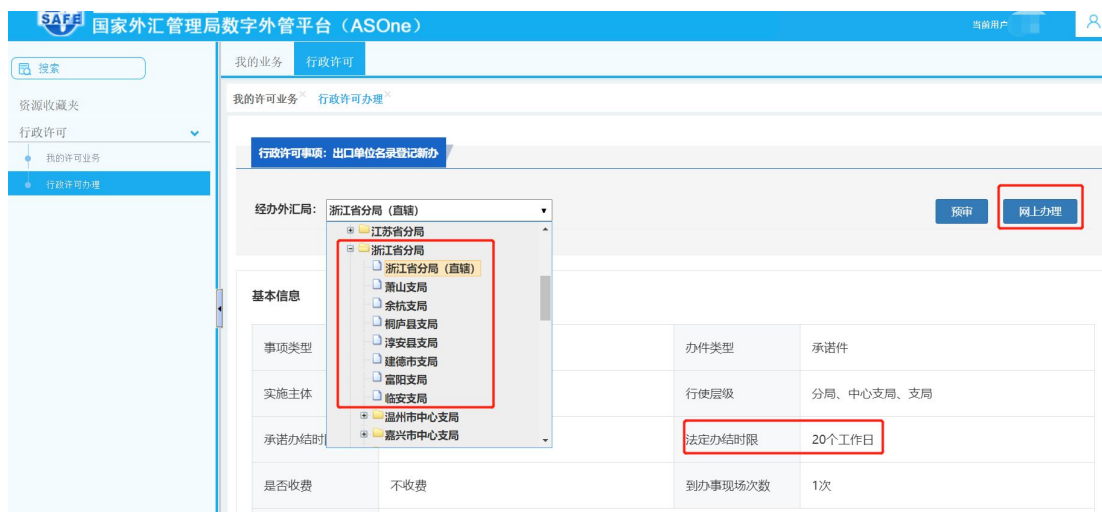 SAFE 国家外汇管理局数字外管平台（ASOne）
当前用户
搜索
我的业务 行政许可
资源收藏夹
我的许可业务 行政许可办理
行政许可
我的许可业务
行政许可办理
行政许可事项：出口单位名录登记新办
经办外汇局： 浙江省分局（直辖） 预审 网上办理
江苏省分局
浙江省分局
浙江省分局（直辖）
萧山支局
余杭支局
桐庐县支局
淳安县支局
建德市支局
富阳支局
临安支局
温州市中心支局
嘉兴市中心支局
基本信息
事项类型 办件类型 承诺件
实施主体 行使层级 分局、中心支局、支局
承诺办结时 法定办结时限 20个工作日
是否收费 不收费 到办事现场次数 1次